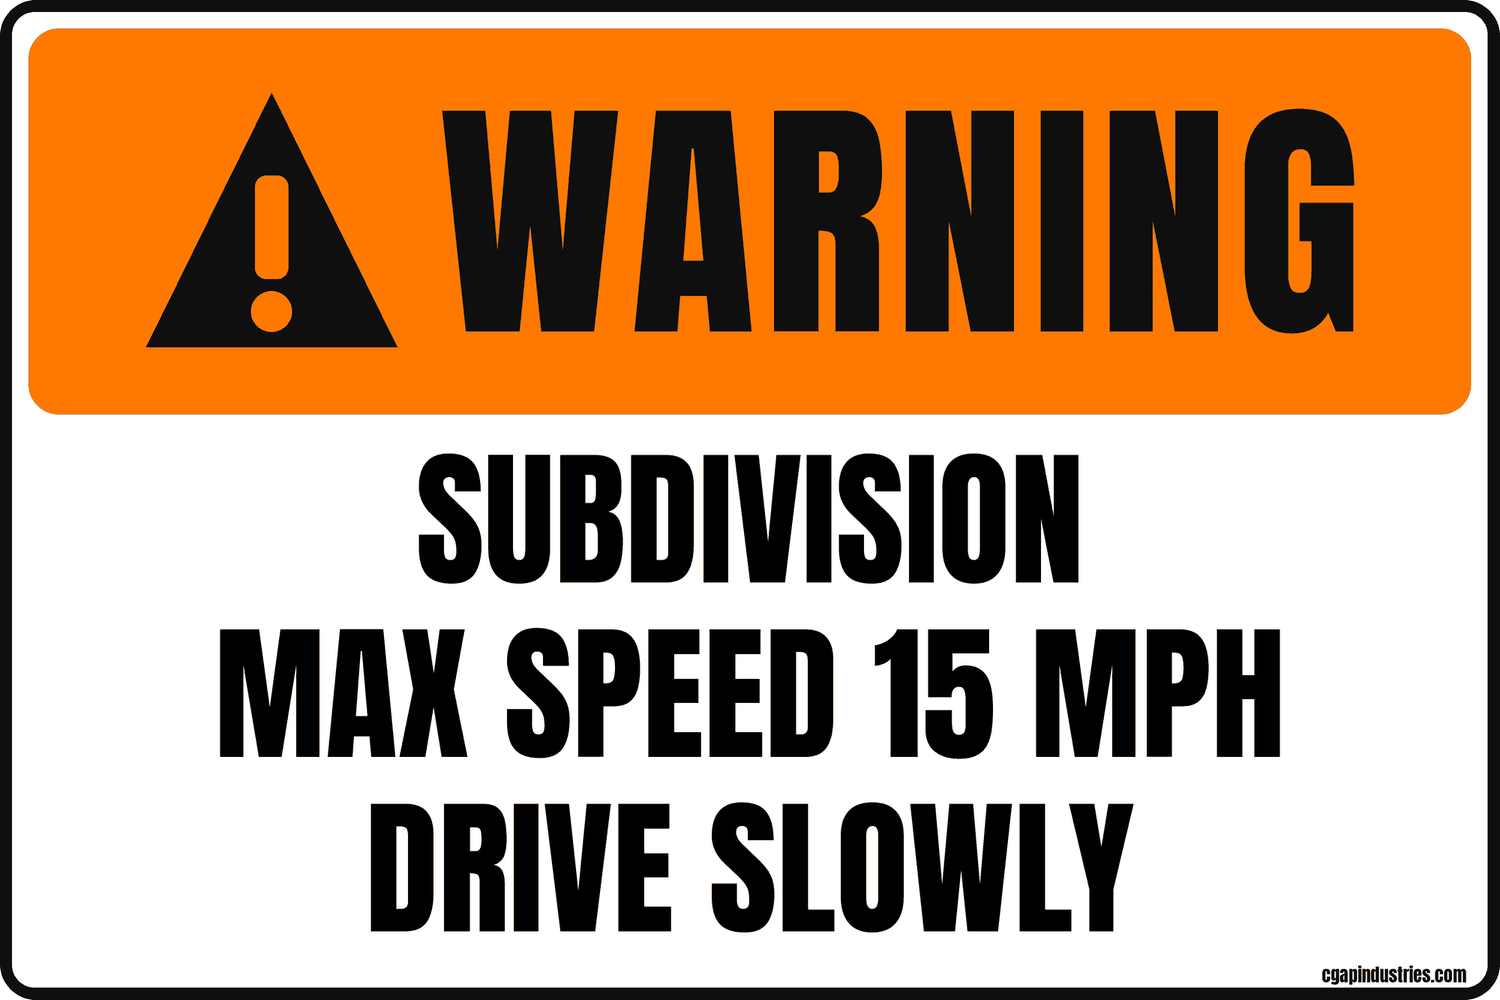 WARNING
SUBDIVISION
MAX SPEED 15 MPH
DRIVE SLOWLY
cgapindustries.com